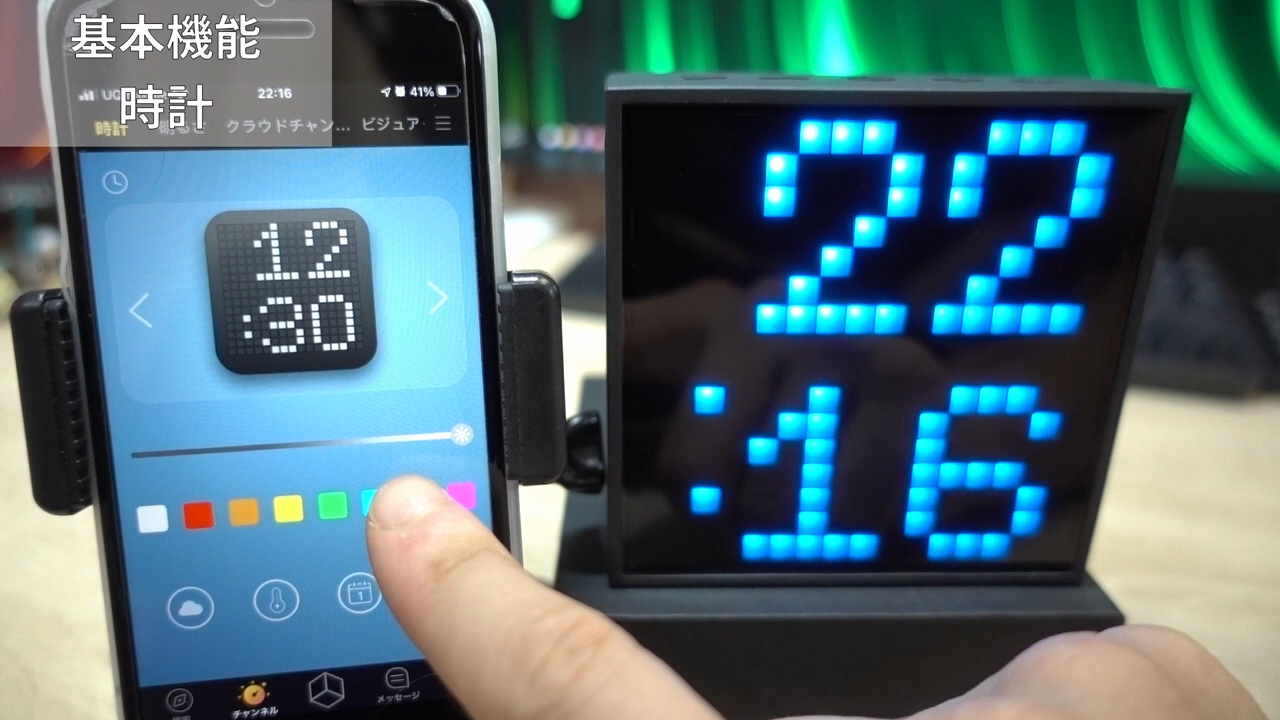 基本機能
時計
22:16
41%
時計
クラウドチャン...
ビジュア
12
:30
22
:16
1
チャンネル
メッセージ